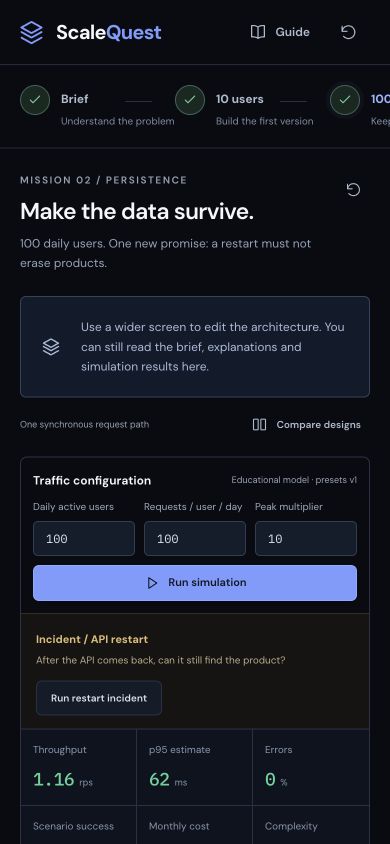 ScaleQuest
Guide
Brief
Understand the problem
10 users
Build the first version
100
Keep
MISSION 02 / PERSISTENCE
Make the data survive.
100 daily users. One new promise: a restart must not
erase products.
Use a wider screen to edit the architecture. You
can still read the brief, explanations and
simulation results here.
One synchronous request path
Compare designs
Traffic configuration
Educational model · presets v1
Daily active users
Requests / user / day
Peak multiplier
100
100
10
Run simulation
Incident / API restart
After the API comes back, can it still find the product?
Run restart incident
Throughput
p95 estimate
Errors
1.16 rps
62 ms
0 %
Scenario success
Monthly cost
Complexity